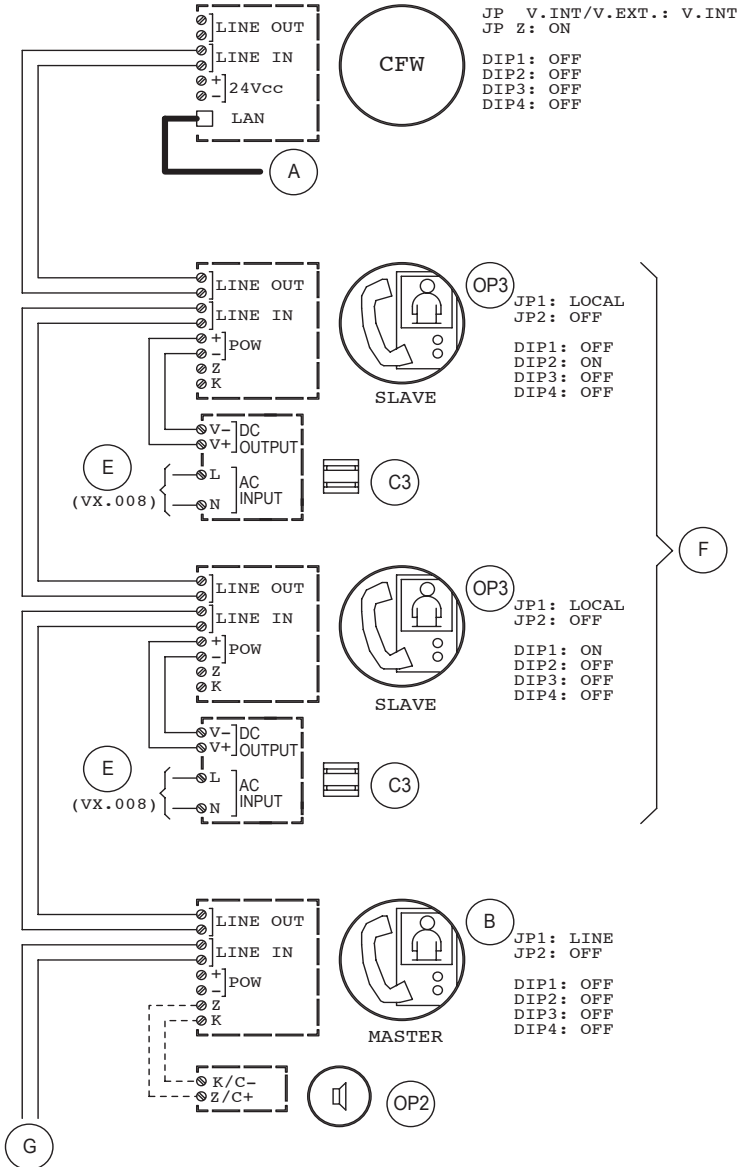 LINE OUT
LINE IN
+
−
24Vcc
LAN
CFW
JP V.INT/V.EXT.: V.INT
JP Z: ON
DIP1: OFF
DIP2: OFF
DIP3: OFF
DIP4: OFF
A
LINE OUT
LINE IN
+
−
POW
Z
K
SLAVE
OP3
JP1: LOCAL
JP2: OFF
DIP1: OFF
DIP2: ON
DIP3: OFF
DIP4: OFF
V−
V+
DC
OUTPUT
L
N
AC
INPUT
E
(VX.008)
C3
F
LINE OUT
LINE IN
+
−
POW
Z
K
SLAVE
OP3
JP1: LOCAL
JP2: OFF
DIP1: ON
DIP2: OFF
DIP3: OFF
DIP4: OFF
V−
V+
DC
OUTPUT
L
N
AC
INPUT
E
(VX.008)
C3
LINE OUT
LINE IN
+
−
POW
Z
K
MASTER
B
JP1: LINE
JP2: OFF
DIP1: OFF
DIP2: OFF
DIP3: OFF
DIP4: OFF
K/C−
Z/C+
OP2
G